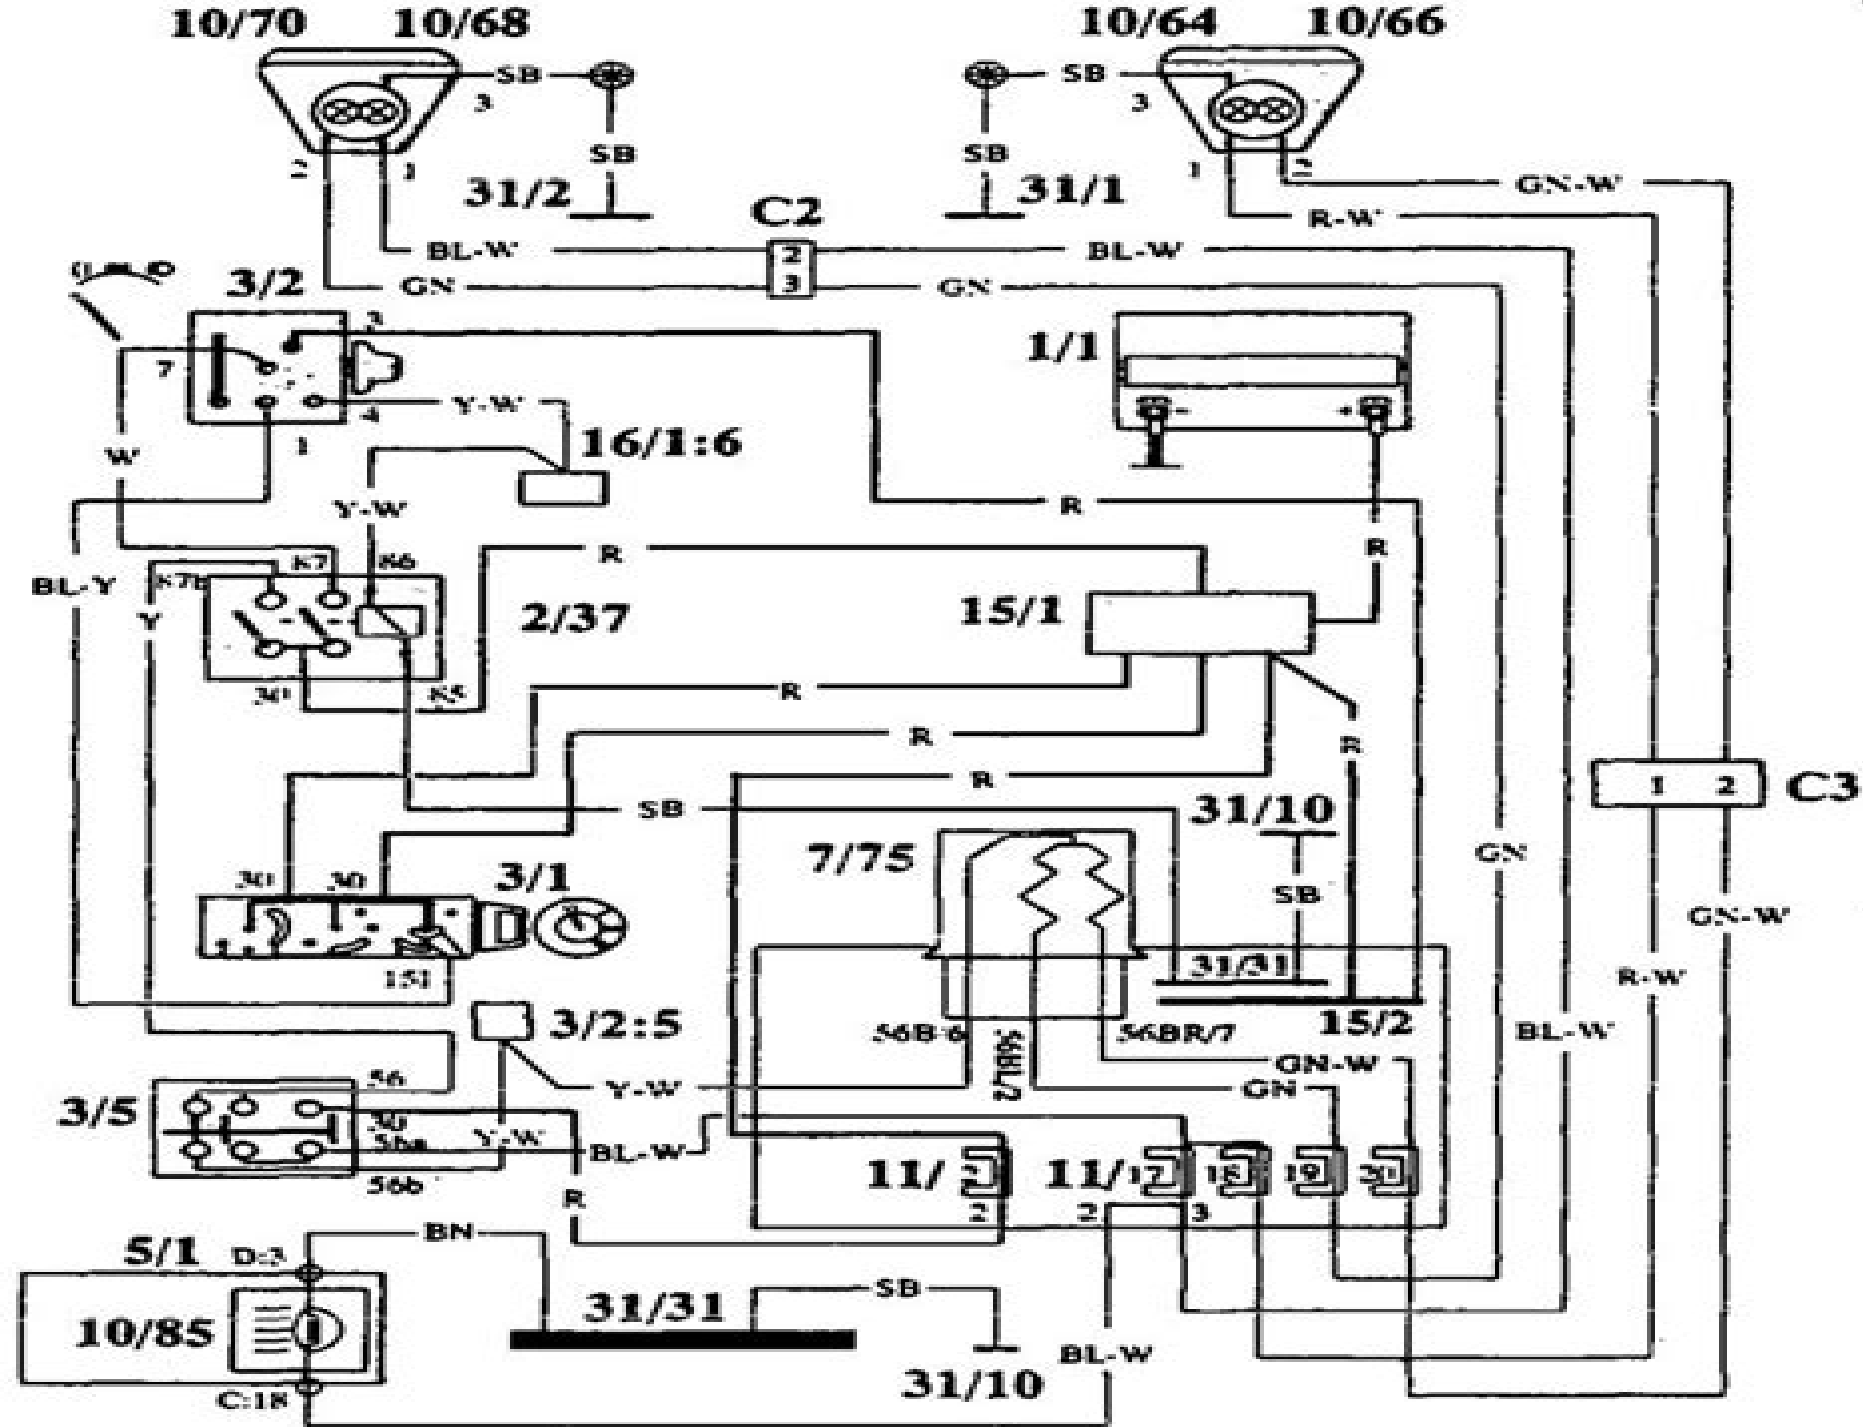 10/70 10/68 10/64 10/66
SB SB
3 3
SB SB
2 1 1 2
31/2 31/1 GN-W
C2 R-W
BL-W 2 BL-W
GN 3 GN
3/2
3
7 1/1
Y-W 4
- +
1 16/1:6
W
Y-W R
R R
87 86
BL-Y
Y 2/37 15/1
30 85
R
R
R
R
SB 31/10 1 2 C3
7/75 GN
30 30 3/1 SB
GN-W
31/31 R-W
3/2:5 15/2
56B-6 56BL/2 56BR/7 BL-W
GN-W
56 Y-W GN
3/5 30
56a Y-W BL-W
56b 11/ 11/17 18 19 20
R 2 2 3
BN
5/1 D:3
SB
31/31
10/85
BL-W
C:18 31/10